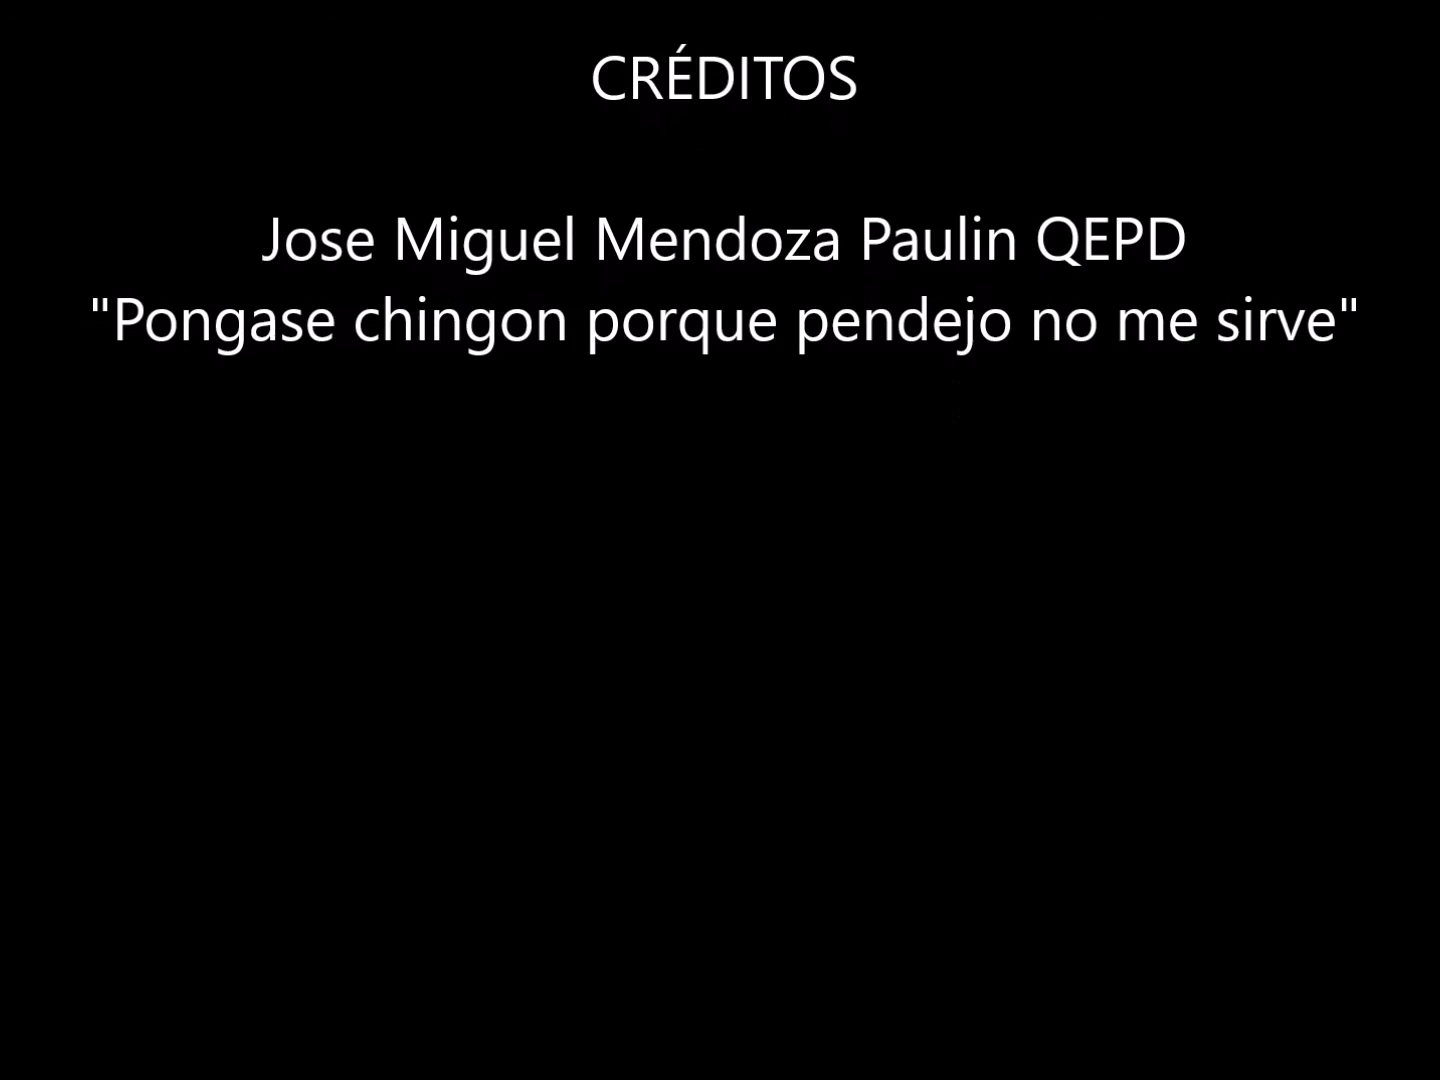 CRÉDITOS
Jose Miguel Mendoza Paulin QEPD
"Pongase chingon porque pendejo no me sirve"